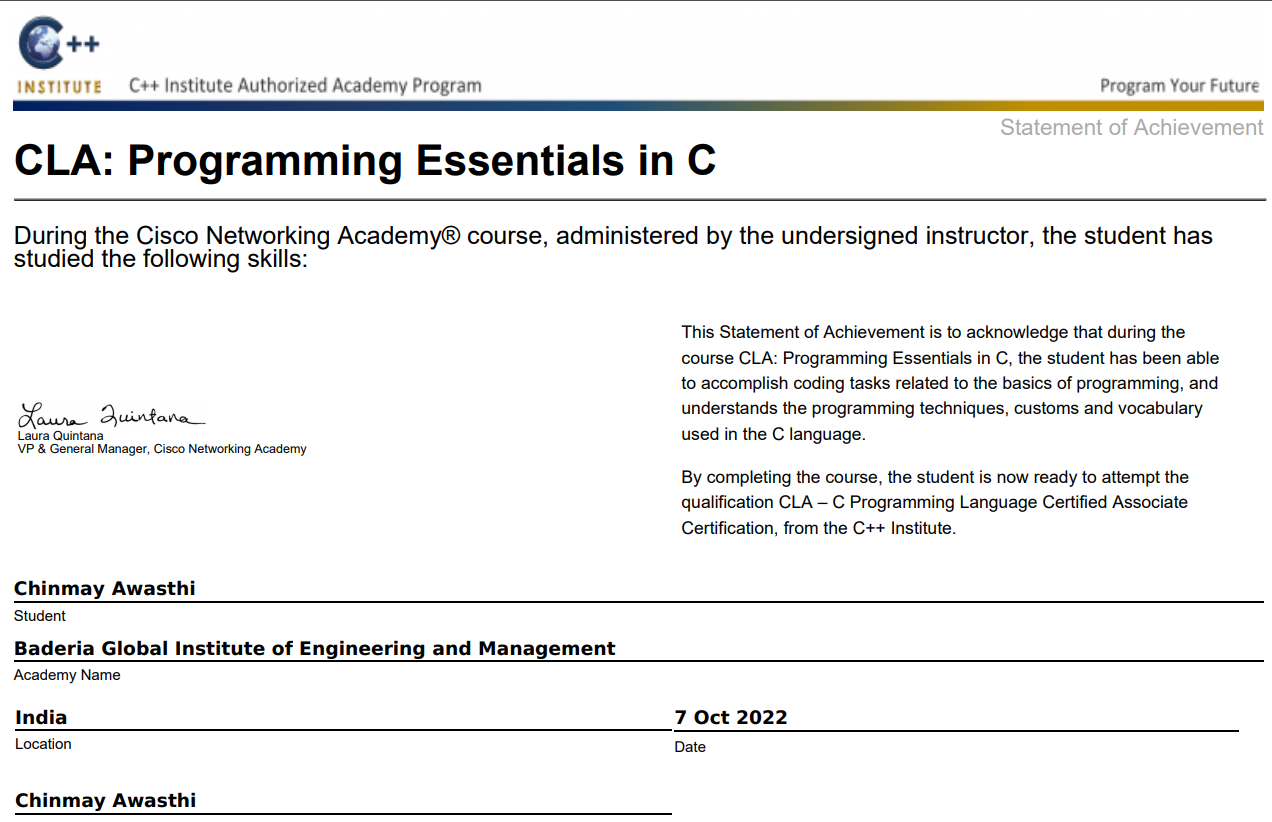 C++
INSTITUTE
C++ Institute Authorized Academy Program
Program Your Future
Statement of Achievement
CLA: Programming Essentials in C
During the Cisco Networking Academy® course, administered by the undersigned instructor, the student has
studied the following skills:
This Statement of Achievement is to acknowledge that during the
course CLA: Programming Essentials in C, the student has been able
to accomplish coding tasks related to the basics of programming, and
understands the programming techniques, customs and vocabulary
used in the C language.
By completing the course, the student is now ready to attempt the
qualification CLA – C Programming Language Certified Associate
Certification, from the C++ Institute.
Laura Quintana
Laura Quintana
VP & General Manager, Cisco Networking Academy
Chinmay Awasthi
Student
Baderia Global Institute of Engineering and Management
Academy Name
India
Location
7 Oct 2022
Date
Chinmay Awasthi